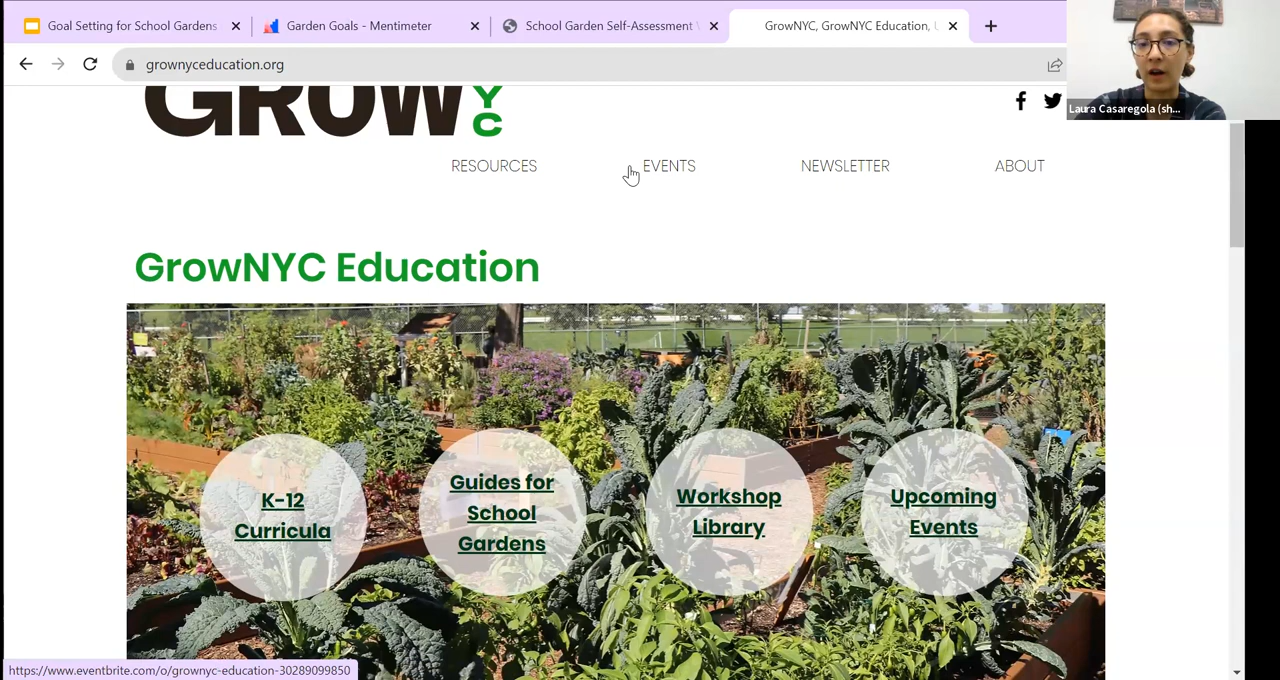 Goal Setting for School Gardens
Garden Goals - Mentimeter
School Garden Self-Assessment
GrowNYC, GrowNYC Education,
grownyceducation.org
Laura Casaregola (sh...
GROWNYC
RESOURCES
EVENTS
NEWSLETTER
ABOUT
GrowNYC Education
K-12
Curricula
Guides for
School
Gardens
Workshop
Library
Upcoming
Events
https://www.eventbrite.com/o/grownyc-education-30289099850